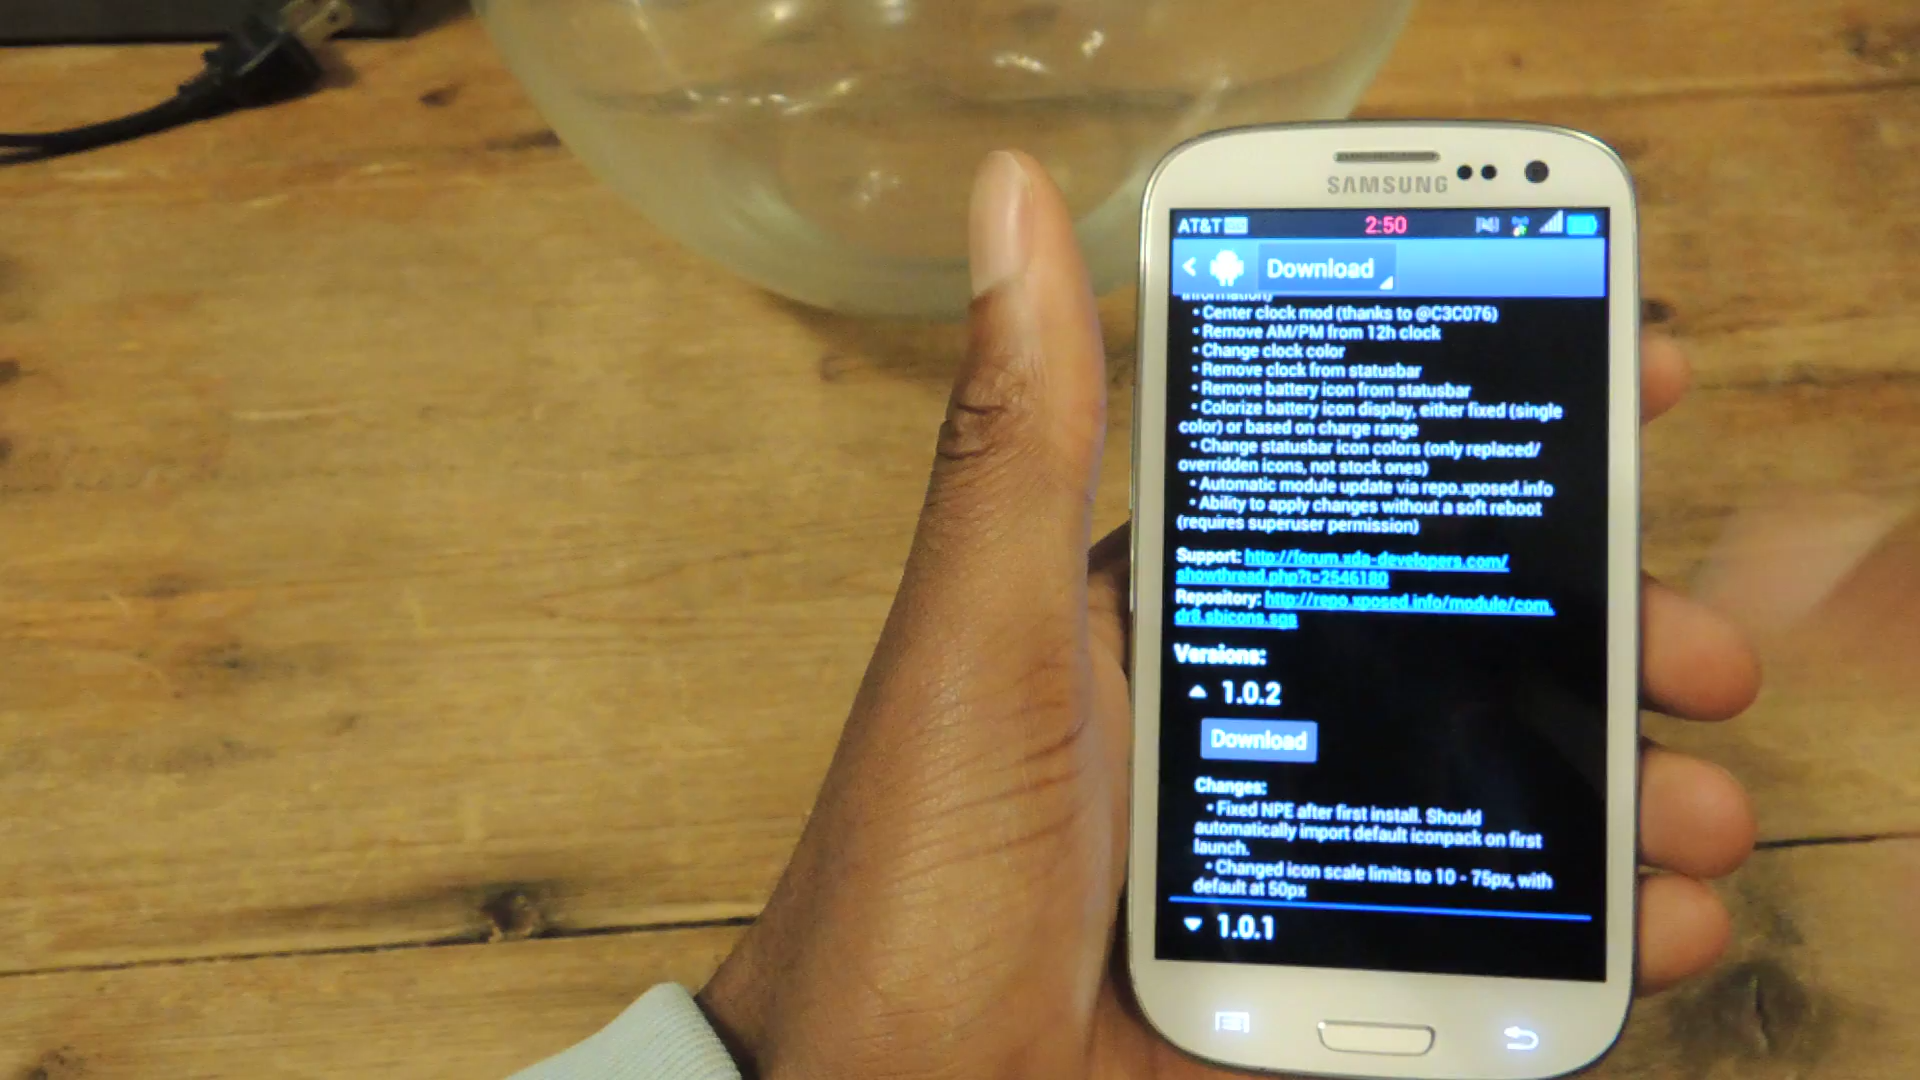 SAMSUNG
AT&T 2:50
Download
information)
• Center clock mod (thanks to @C3C076)
• Remove AM/PM from 12h clock
• Change clock color
• Remove clock from statusbar
• Remove battery icon from statusbar
• Colorize battery icon display, either fixed (single
color) or based on charge range
• Change statusbar icon colors (only replaced/
overridden icons, not stock ones)
• Automatic module update via repo.xposed.info
• Ability to apply changes without a soft reboot
(requires superuser permission)
Support: http://forum.xda-developers.com/
showthread.php?t=2546180
Repository: http://repo.xposed.info/module/com.
dr8.sbicons.sgs
Versions:
1.0.2
Download
Changes:
• Fixed NPE after first install. Should
automatically import default iconpack on first
launch.
• Changed icon scale limits to 10 - 75px, with
default at 50px
1.0.1